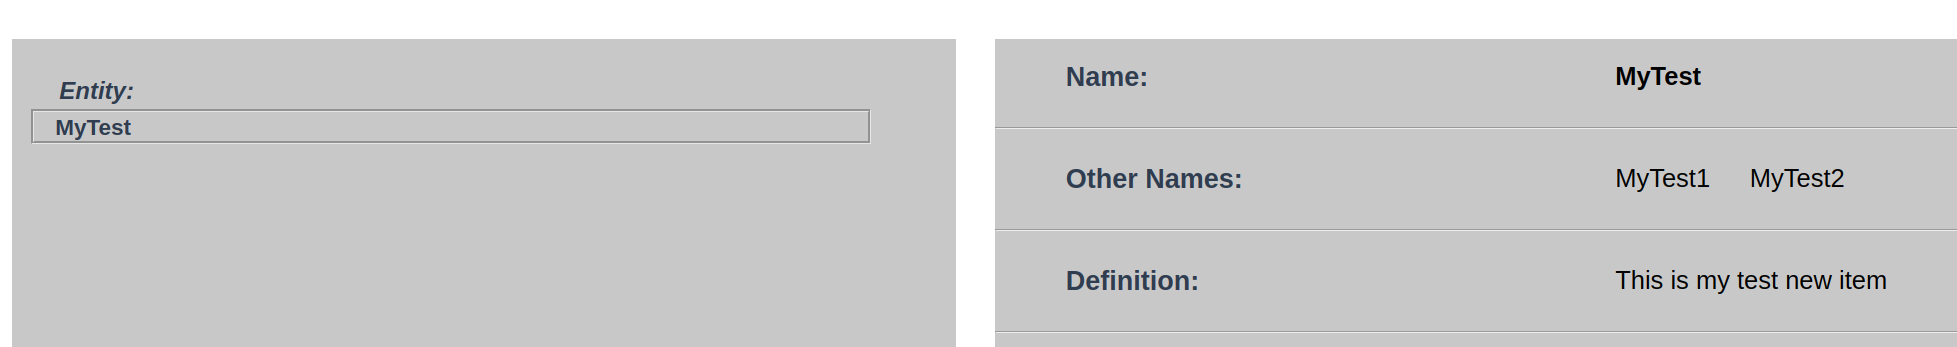 Entity:
MyTest
Name: MyTest
Other Names: MyTest1 MyTest2
Definition: This is my test new item